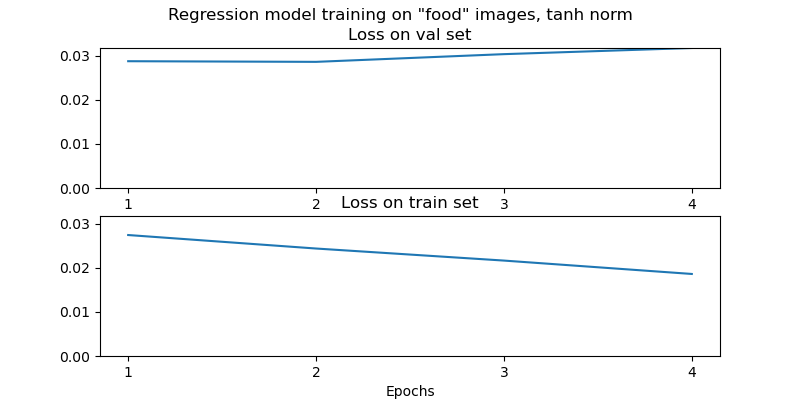 Regression model training on "food" images, tanh norm
Loss on val set
0.03
0.02
0.01
0.00
1 2 3 4
Loss on train set
0.03
0.02
0.01
0.00
1 2 3 4
Epochs